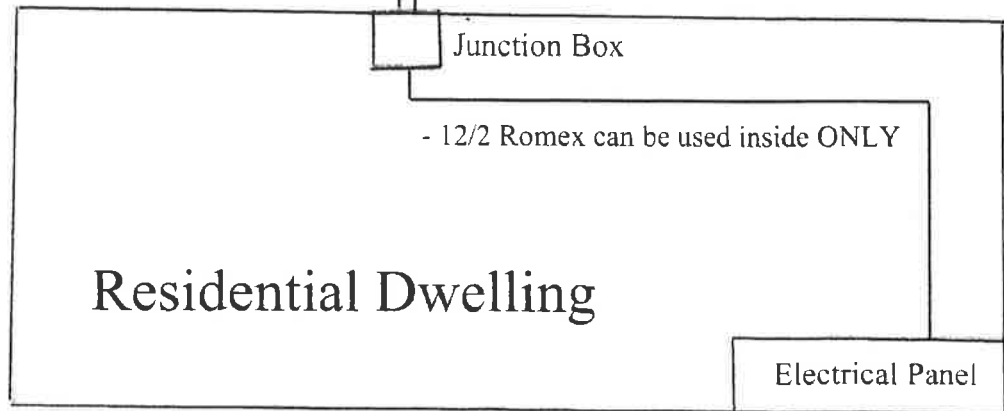 Junction Box
- 12/2 Romex can be used inside ONLY
Residential Dwelling
Electrical Panel